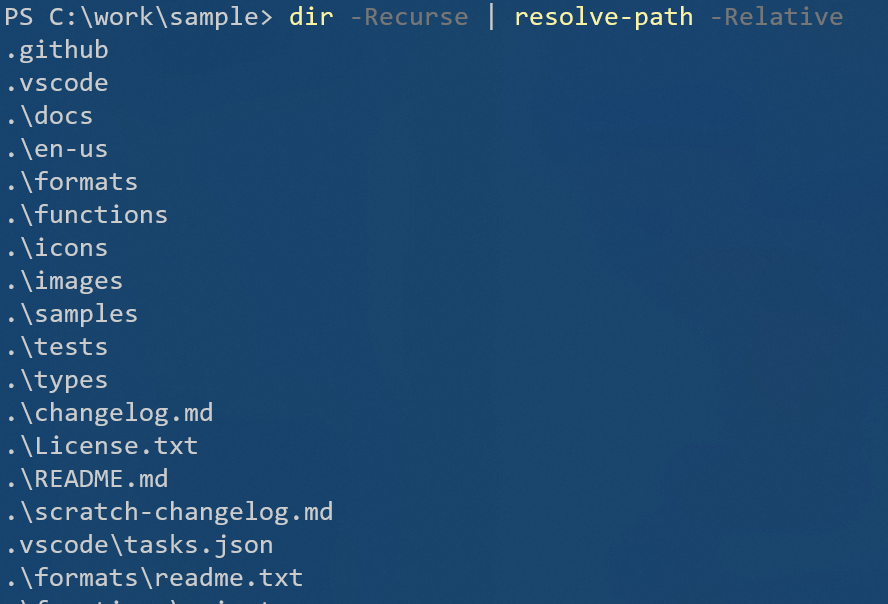 PS C:\work\sample> dir -Recurse | resolve-path -Relative
.github
.vscode
.\docs
.\en-us
.\formats
.\functions
.\icons
.\images
.\samples
.\tests
.\types
.\changelog.md
.\License.txt
.\README.md
.\scratch-changelog.md
.vscode\tasks.json
.\formats\readme.txt